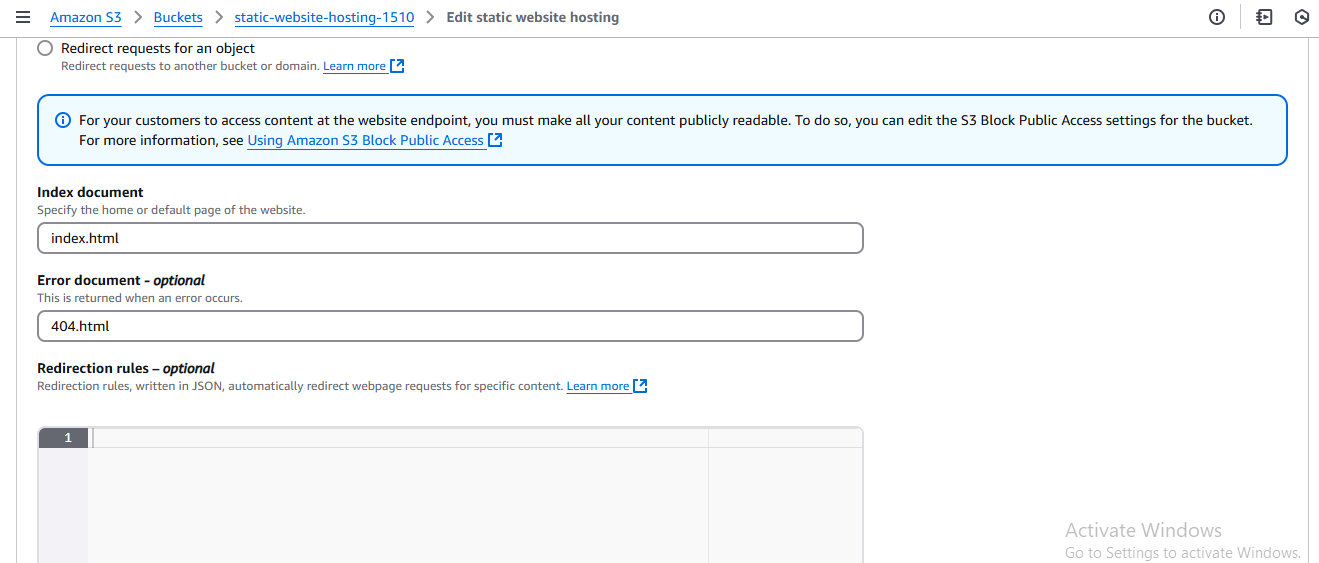 Amazon S3 > Buckets > static-website-hosting-1510 > Edit static website hosting
Redirect requests for an object
Redirect requests to another bucket or domain. Learn more
For your customers to access content at the website endpoint, you must make all your content publicly readable. To do so, you can edit the S3 Block Public Access settings for the bucket.
For more information, see Using Amazon S3 Block Public Access
Index document
Specify the home or default page of the website.
index.html
Error document - optional
This is returned when an error occurs.
404.html
Redirection rules – optional
Redirection rules, written in JSON, automatically redirect webpage requests for specific content. Learn more
1
Activate Windows
Go to Settings to activate Windows.